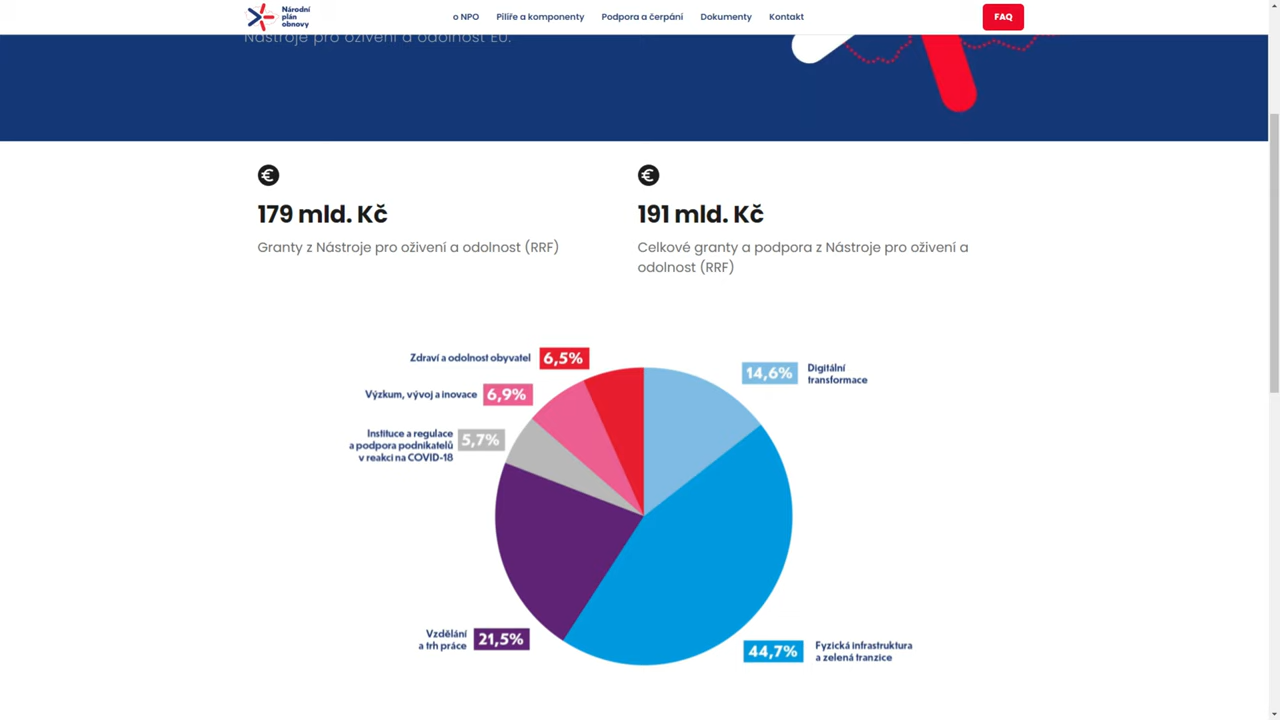 Národní
plán
obnovy
o NPO
Pilíře a komponenty
Podpora a čerpání
Dokumenty
Kontakt
FAQ
Nástroje pro oživení a odolnost EU.
179 mld. Kč
Granty z Nástroje pro oživení a odolnost (RRF)
191 mld. Kč
Celkové granty a podpora z Nástroje pro oživení a
odolnost (RRF)
Zdraví a odolnost obyvatel
6,5%
Výzkum, vývoj a inovace
6,9%
Instituce a regulace
a podpora podnikatelů
v reakci na COVID-19
5,7%
Vzdělání
a trh práce
21,5%
14,6%
Digitální
transformace
44,7%
Fyzická infrastruktura
a zelená tranzice